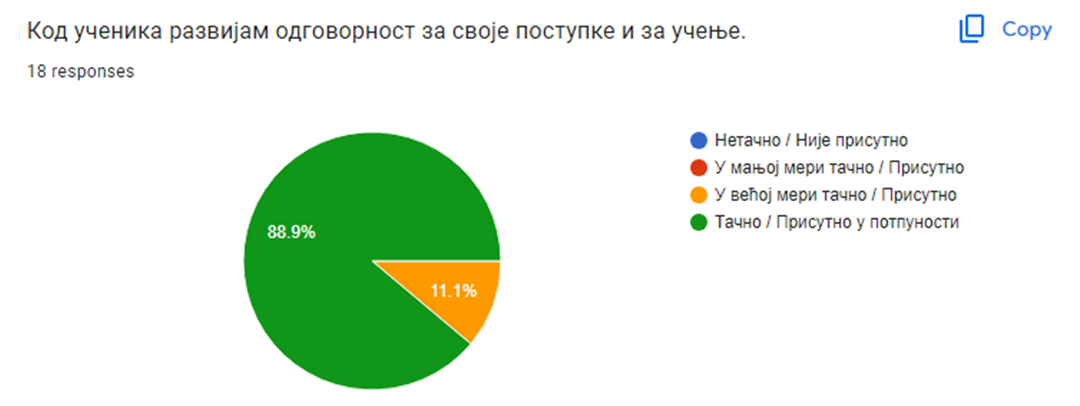 Код ученика развијам одговорност за своје поступке и за учење.
Copy
18 responses
Нетачно / Није присутно
У мањој мери тачно / Присутно
У већој мери тачно / Присутно
Тачно / Присутно у потпуности
88.9%
11.1%